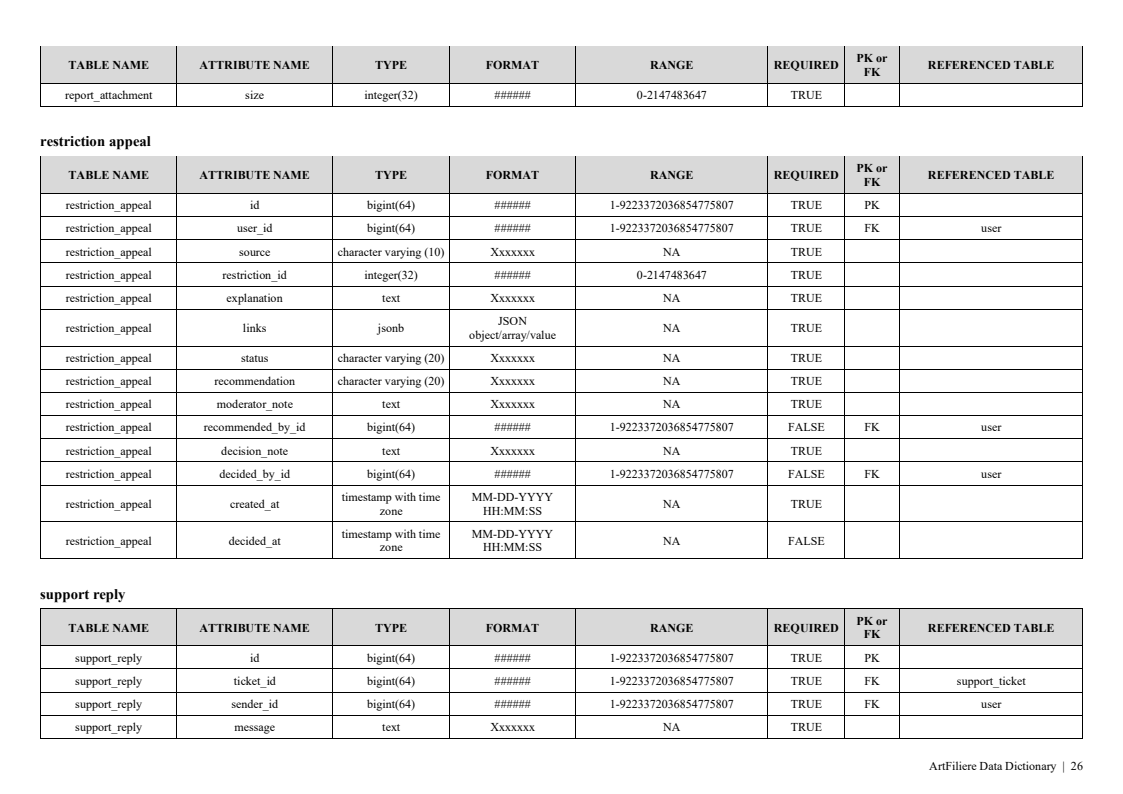 TABLE NAME ATTRIBUTE NAME TYPE FORMAT RANGE REQUIRED PK or FK REFERENCED TABLE
report_attachment size integer(32) ###### 0-2147483647 TRUE
restriction appeal
TABLE NAME ATTRIBUTE NAME TYPE FORMAT RANGE REQUIRED PK or FK REFERENCED TABLE
restriction_appeal id bigint(64) ###### 1-9223372036854775807 TRUE PK
restriction_appeal user_id bigint(64) ###### 1-9223372036854775807 TRUE FK user
restriction_appeal source character varying (10) Xxxxxxx NA TRUE
restriction_appeal restriction_id integer(32) ###### 0-2147483647 TRUE
restriction_appeal explanation text Xxxxxxx NA TRUE
restriction_appeal links jsonb JSON object/array/value NA TRUE
restriction_appeal status character varying (20) Xxxxxxx NA TRUE
restriction_appeal recommendation character varying (20) Xxxxxxx NA TRUE
restriction_appeal moderator_note text Xxxxxxx NA TRUE
restriction_appeal recommended_by_id bigint(64) ###### 1-9223372036854775807 FALSE FK user
restriction_appeal decision_note text Xxxxxxx NA TRUE
restriction_appeal decided_by_id bigint(64) ###### 1-9223372036854775807 FALSE FK user
restriction_appeal created_at timestamp with time zone MM-DD-YYYY HH:MM:SS NA TRUE
restriction_appeal decided_at timestamp with time zone MM-DD-YYYY HH:MM:SS NA FALSE
support reply
TABLE NAME ATTRIBUTE NAME TYPE FORMAT RANGE REQUIRED PK or FK REFERENCED TABLE
support_reply id bigint(64) ###### 1-9223372036854775807 TRUE PK
support_reply ticket_id bigint(64) ###### 1-9223372036854775807 TRUE FK support_ticket
support_reply sender_id bigint(64) ###### 1-9223372036854775807 TRUE FK user
support_reply message text Xxxxxxx NA TRUE
ArtFiliere Data Dictionary | 26